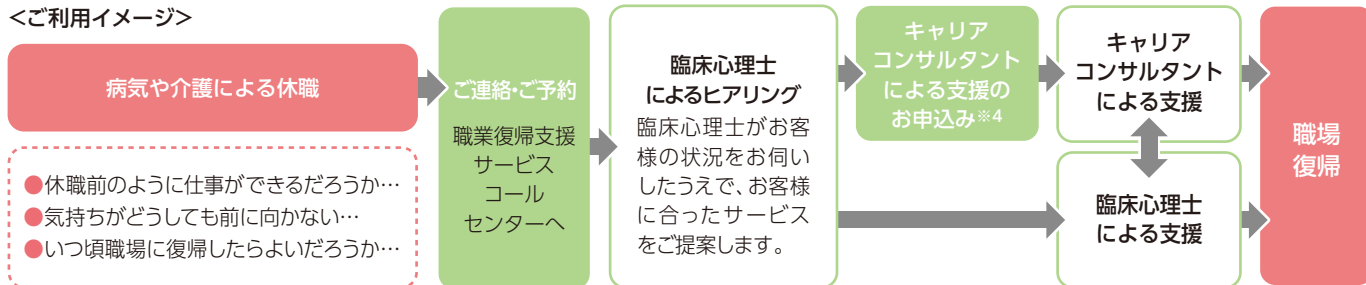 <ご利用イメージ>
病気や介護による休職
●休職前のように仕事ができるだろうか…
●気持ちがどうしても前に向かない…
●いつ頃職場に復帰したらよいだろうか…
ご連絡・ご予約
職業復帰支援
サービス
コール
センターへ
臨床心理士
によるヒアリング
臨床心理士がお客
様の状況をお伺い
したうえで、お客様
に合ったサービス
をご提案します。
キャリア
コンサルタント
による支援の
お申込み※4
キャリア
コンサルタント
による支援
臨床心理士
による支援
職場
復帰